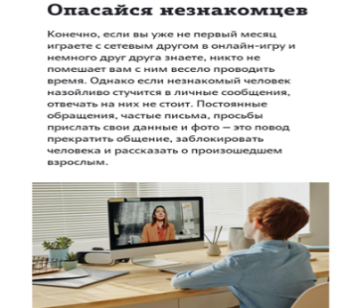 Опасайся незнакомцев
Конечно, если вы уже не первый месяц
играете с сетевым другом в онлайн-игру и
немного друг друга знаете, никто не
помешает вам с ним весело проводить
время. Однако если незнакомый человек
назойливо стучится в личные сообщения,
отвечать на них не стоит. Постоянные
обращения, частые письма, просьбы
прислать свои данные и фото — это повод
прекратить общение, заблокировать
человека и рассказать о произошедшем
взрослым.